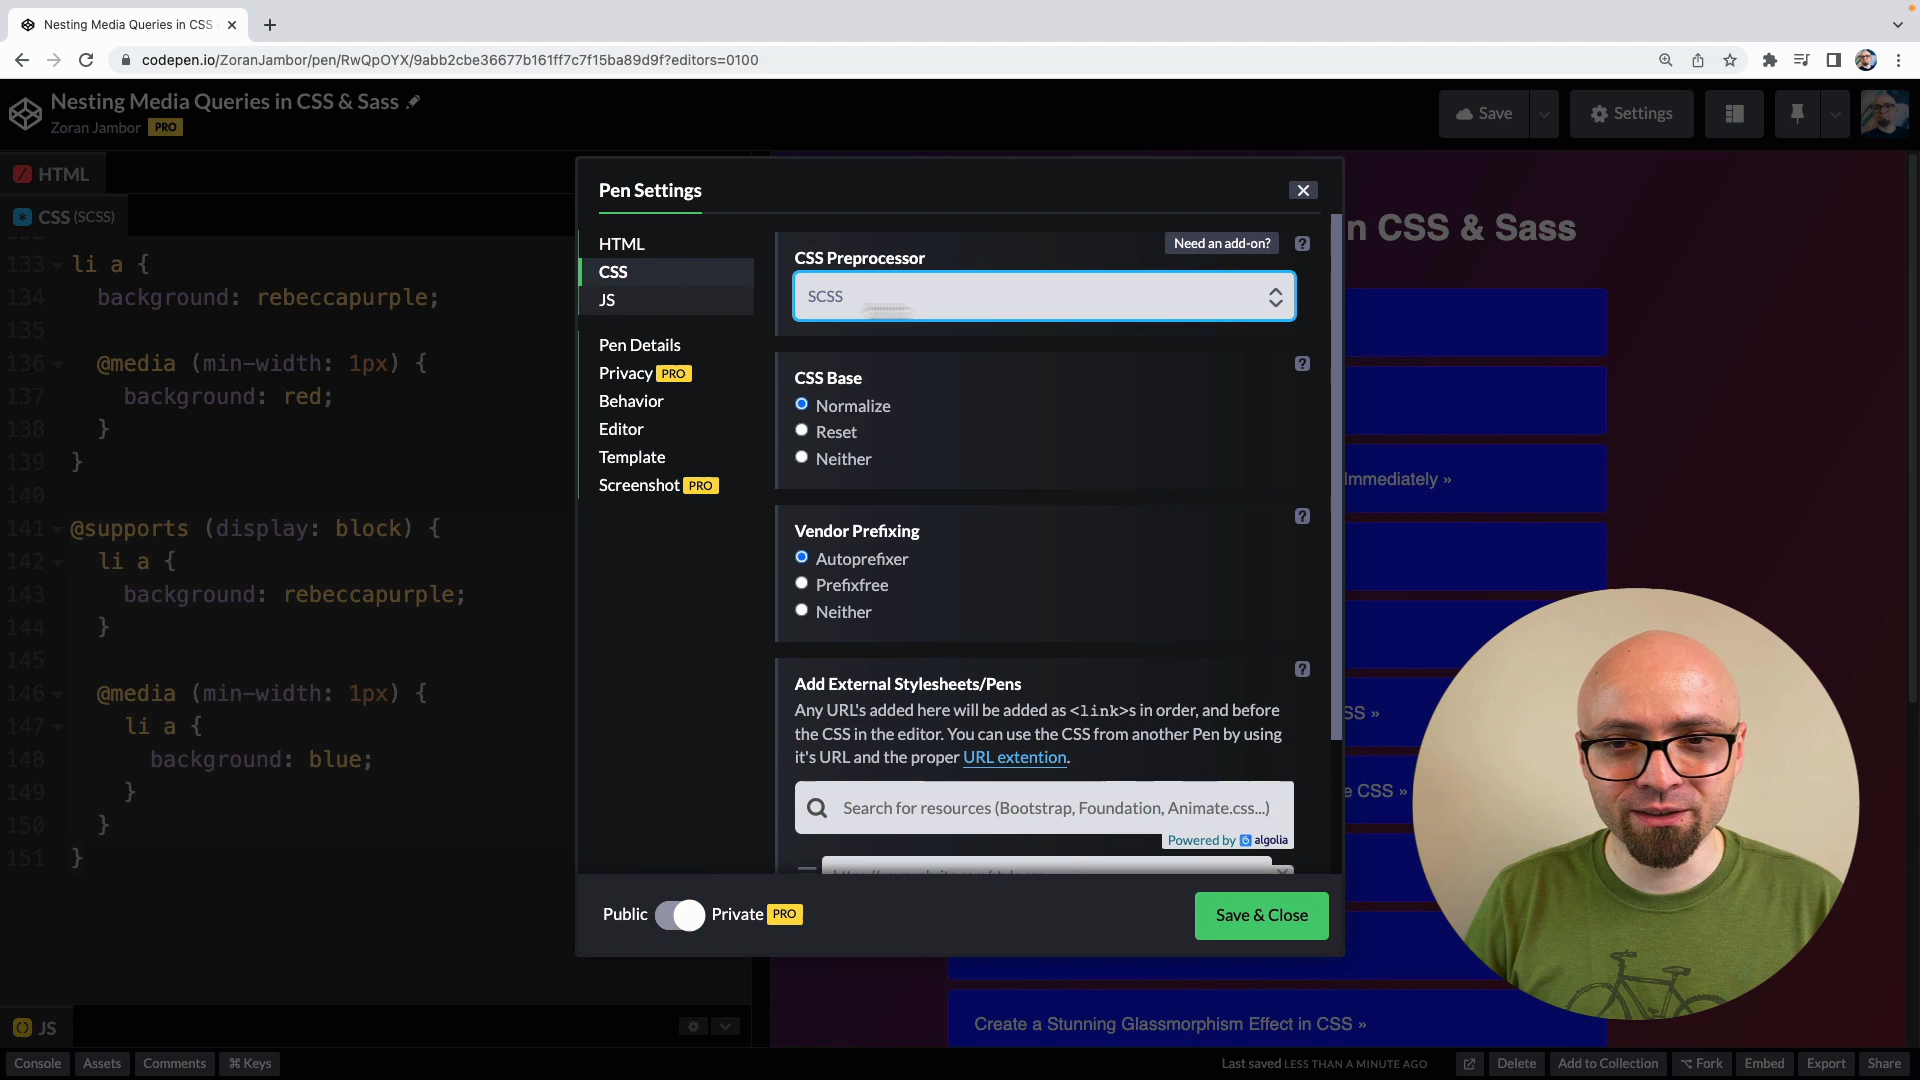 Nesting Media Queries in CSS
codepen.io/ZoranJambor/pen/RwQpOYX/9abb2cbe36677b161ff7c7f15ba89d9f?editors=0100
Nesting Media Queries in CSS & Sass
Zoran Jambor PRO
Save
Settings
HTML
CSS (SCSS)
133 li a {
134 background: rebeccapurple;
135
136 @media (min-width: 1px) {
137 background: red;
138 }
139 }
140
141 @supports (display: block) {
142 li a {
143 background: rebeccapurple;
144 }
145
146 @media (min-width: 1px) {
147 li a {
148 background: blue;
149 }
150 }
151 }
JS
Pen Settings
HTML
CSS
JS
Pen Details
Privacy PRO
Behavior
Editor
Template
Screenshot PRO
CSS Preprocessor
Need an add-on?
?
SCSS
CSS Base
?
Normalize
Reset
Neither
Vendor Prefixing
?
Autoprefixer
Prefixfree
Neither
Add External Stylesheets/Pens
?
Any URL's added here will be added as <link>s in order, and before
the CSS in the editor. You can use the CSS from another Pen by using
it's URL and the proper URL extention.
Search for resources (Bootstrap, Foundation, Animate.css...)
Powered by algolia
Public Private PRO
Save & Close
n CSS & Sass
Immediately »
SS »
e CSS »
Create a Stunning Glassmorphism Effect in CSS »
Console
Assets
Comments
⌘ Keys
Last saved LESS THAN A MINUTE AGO
Delete
Add to Collection
⌥ Fork
Embed
Export
Share